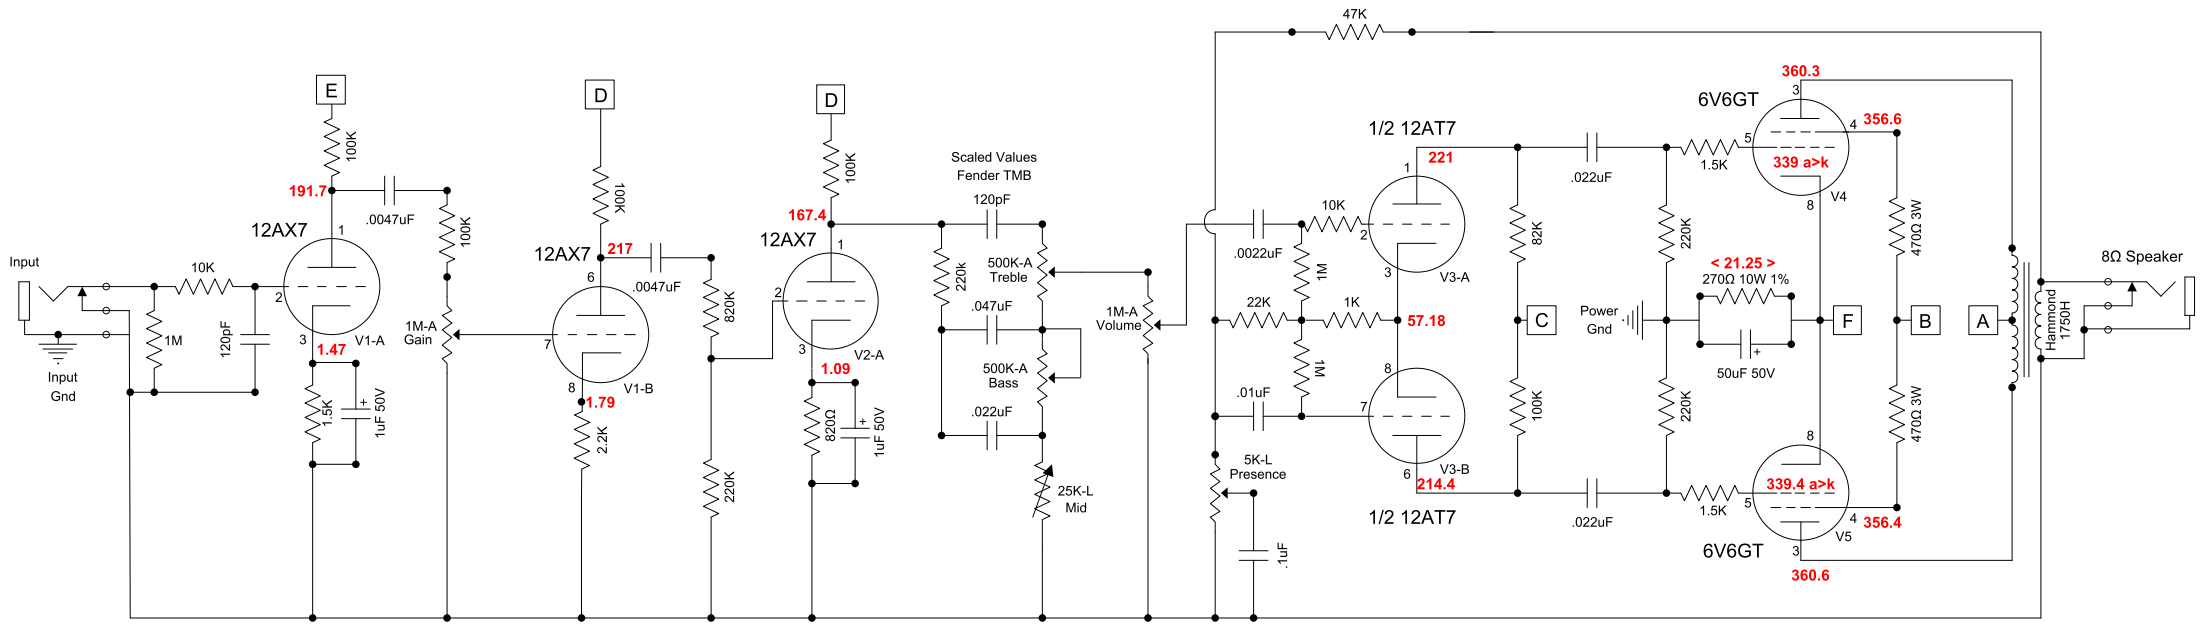 Input
Input
Gnd
1M
10K
120pF
E
100K
191.7
12AX7
1
2
3
V1-A
1.47
1.5K
+
1uF 50V
.0047uF
100K
1M-A
Gain
D
100K
217
12AX7
6
7
8
V1-B
1.79
2.2K
.0047uF
820K
220K
D
100K
167.4
12AX7
1
2
3
V2-A
1.09
820Ω
+
1uF 50V
Scaled Values
Fender TMB
120pF
220k
500K-A
Treble
.047uF
500K-A
Bass
.022uF
25K-L
Mid
1M-A
Volume
47K
.0022uF
10K
1M
22K
1K
1M
.01uF
5K-L
Presence
.1uF
1/2 12AT7
221
1
2
3
V3-A
57.18
8
7
6
V3-B
214.4
1/2 12AT7
82K
C
100K
.022uF
.022uF
220K
220K
1.5K
1.5K
Power
Gnd
< 21.25 >
270Ω 10W 1%
+
50uF 50V
F
360.3
6V6GT
3
4
5
339 a>k
V4
8
356.6
470Ω 3W
B
470Ω 3W
356.4
8
339.4 a>k
5
4
V5
3
6V6GT
360.6
A
Hammond
1750H
8Ω Speaker